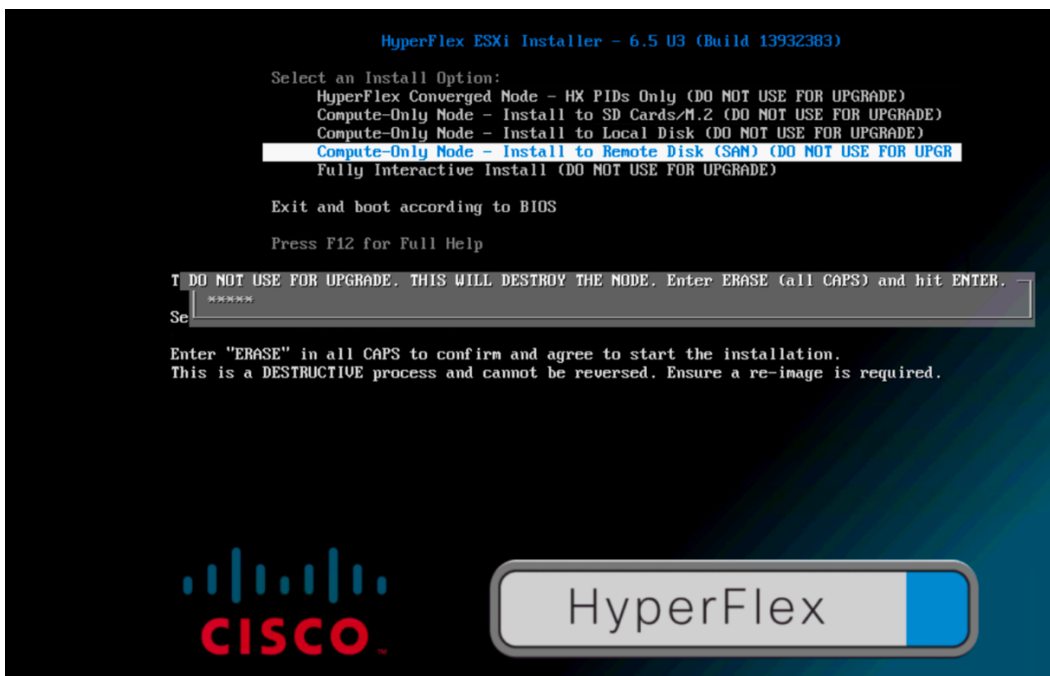 HyperFlex ESXi Installer - 6.5 U3 (Build 13932383)
Select an Install Option:
HyperFlex Converged Node - HX PIDs Only (DO NOT USE FOR UPGRADE)
Compute-Only Node - Install to SD Cards/M.2 (DO NOT USE FOR UPGRADE)
Compute-Only Node - Install to Local Disk (DO NOT USE FOR UPGRADE)
Compute-Only Node - Install to Remote Disk (SAN) (DO NOT USE FOR UPGR
Fully Interactive Install (DO NOT USE FOR UPGRADE)
Exit and boot according to BIOS
Press F12 for Full Help
T DO NOT USE FOR UPGRADE. THIS WILL DESTROY THE NODE. Enter ERASE (all CAPS) and hit ENTER.
*****
Se
Enter "ERASE" in all CAPS to confirm and agree to start the installation.
This is a DESTRUCTIVE process and cannot be reversed. Ensure a re-image is required.
CISCO™
HyperFlex